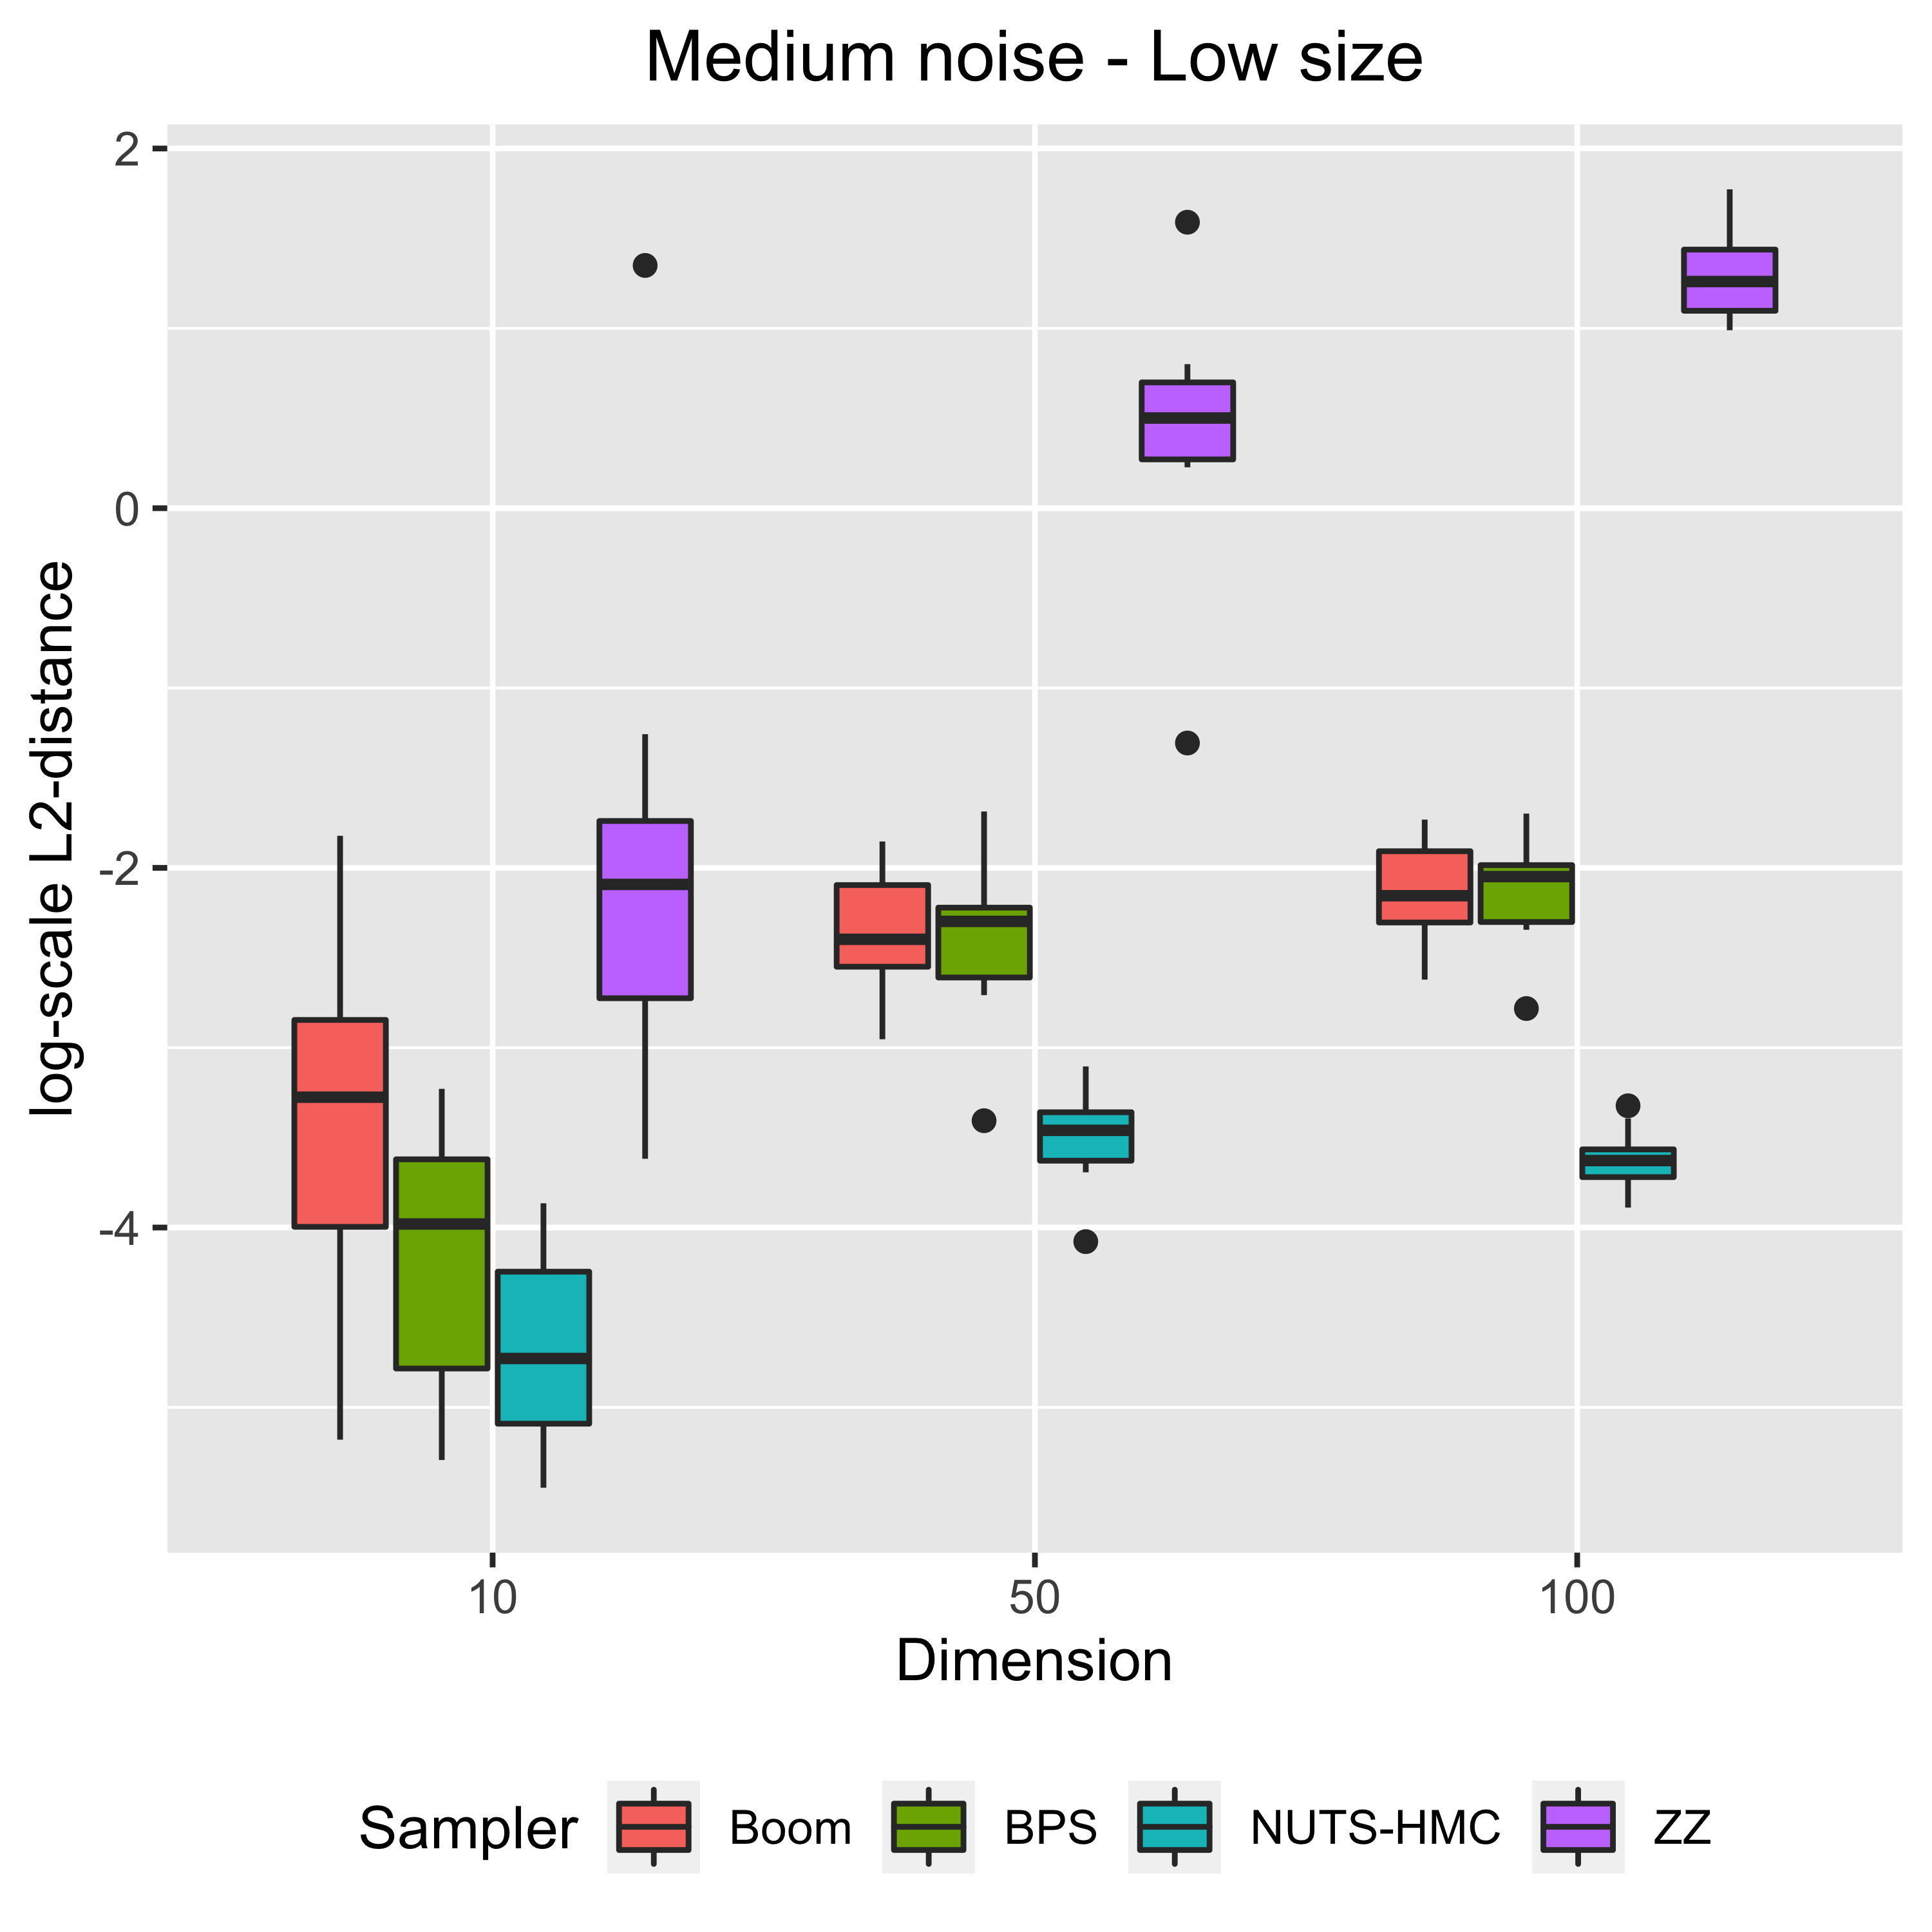 Medium noise - Low size
log-scale L2-distance
2
0
-2
-4
10 50 100
Dimension
Sampler Boom BPS NUTS-HMC ZZ